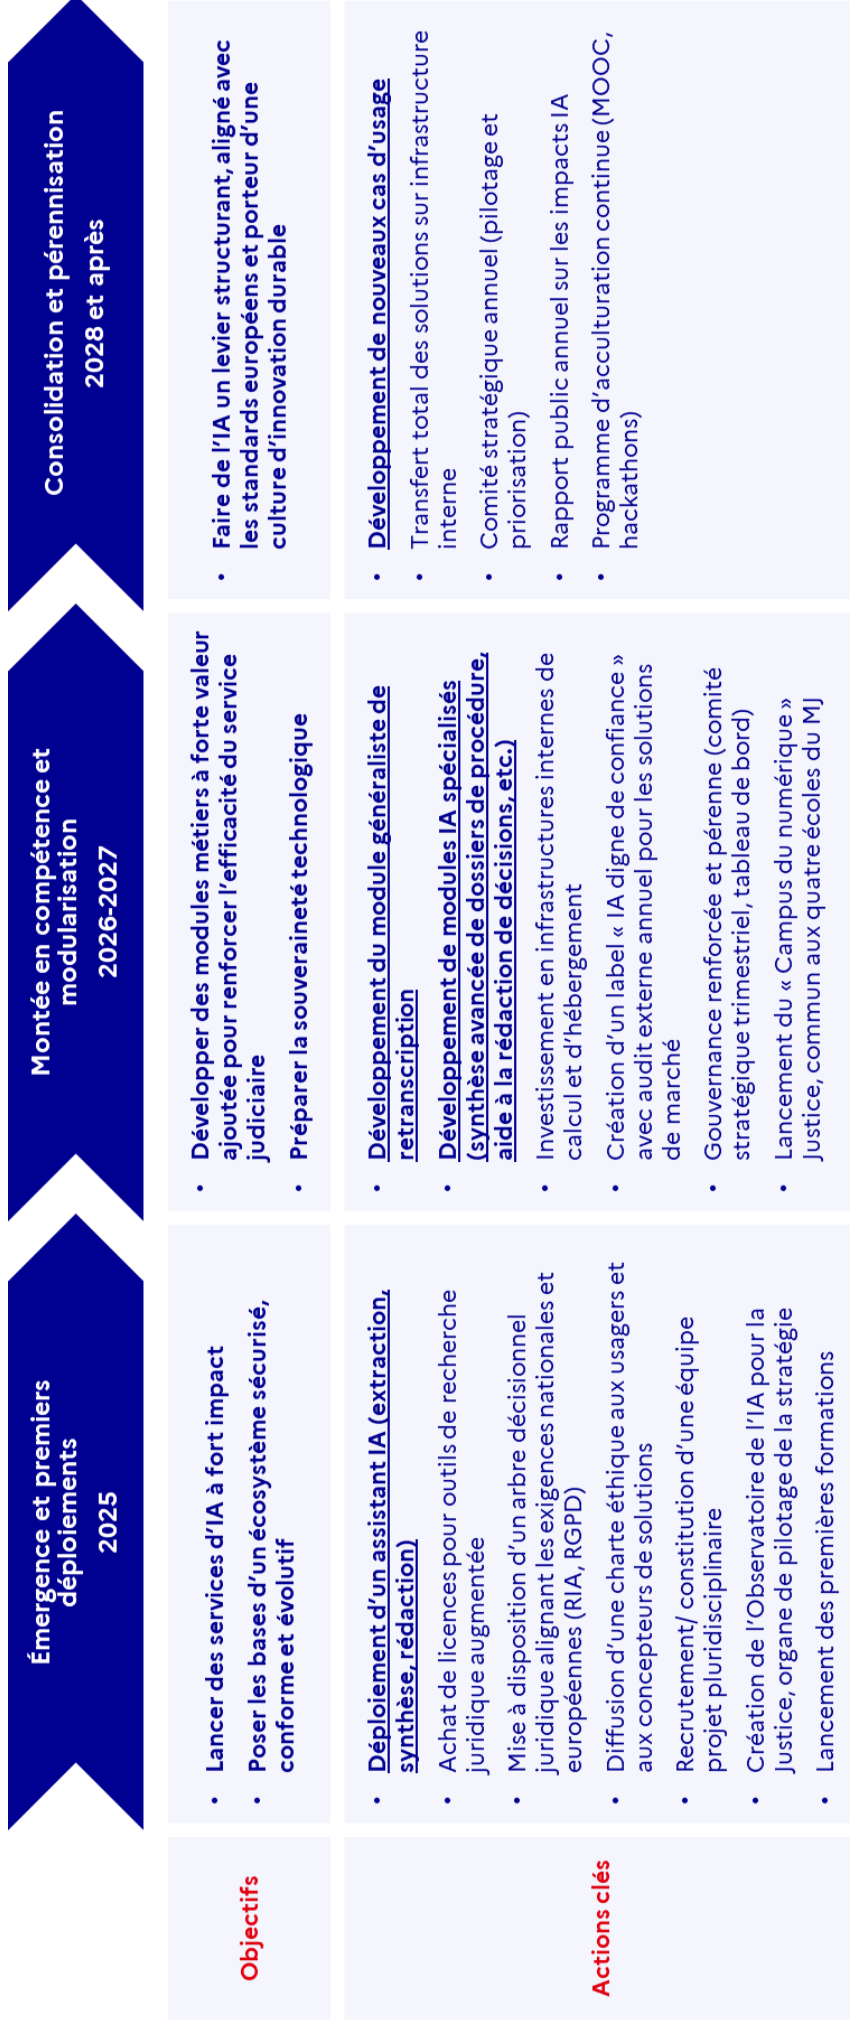 Émergence et premiers
déploiements
2025
Montée en compétence et
modularisation
2026-2027
Consolidation et pérennisation
2028 et après
Objectifs
• Lancer des services d’IA à fort impact
• Poser les bases d’un écosystème sécurisé,
conforme et évolutif
• Développer des modules métiers à forte valeur
ajoutée pour renforcer l’efficacité du service
judiciaire
• Préparer la souveraineté technologique
• Faire de l’IA un levier structurant, aligné avec
les standards européens et porteur d’une
culture d’innovation durable
Actions clés
• Déploiement d’un assistant IA (extraction,
synthèse, rédaction)
• Achat de licences pour outils de recherche
juridique augmentée
• Mise à disposition d’un arbre décisionnel
juridique alignant les exigences nationales et
européennes (RIA, RGPD)
• Diffusion d’une charte éthique aux usagers et
aux concepteurs de solutions
• Recrutement/ constitution d’une équipe
projet pluridisciplinaire
• Création de l’Observatoire de l’IA pour la
Justice, organe de pilotage de la stratégie
• Lancement des premières formations
• Développement du module généraliste de
retranscription
• Développement de modules IA spécialisés
(synthèse avancée de dossiers de procédure,
aide à la rédaction de décisions, etc.)
• Investissement en infrastructures internes de
calcul et d’hébergement
• Création d’un label « IA digne de confiance »
avec audit externe annuel pour les solutions
de marché
• Gouvernance renforcée et pérenne (comité
stratégique trimestriel, tableau de bord)
• Lancement du « Campus du numérique »
Justice, commun aux quatre écoles du MJ
• Développement de nouveaux cas d’usage
• Transfert total des solutions sur infrastructure
interne
• Comité stratégique annuel (pilotage et
priorisation)
• Rapport public annuel sur les impacts IA
• Programme d’acculturation continue (MOOC,
hackathons)